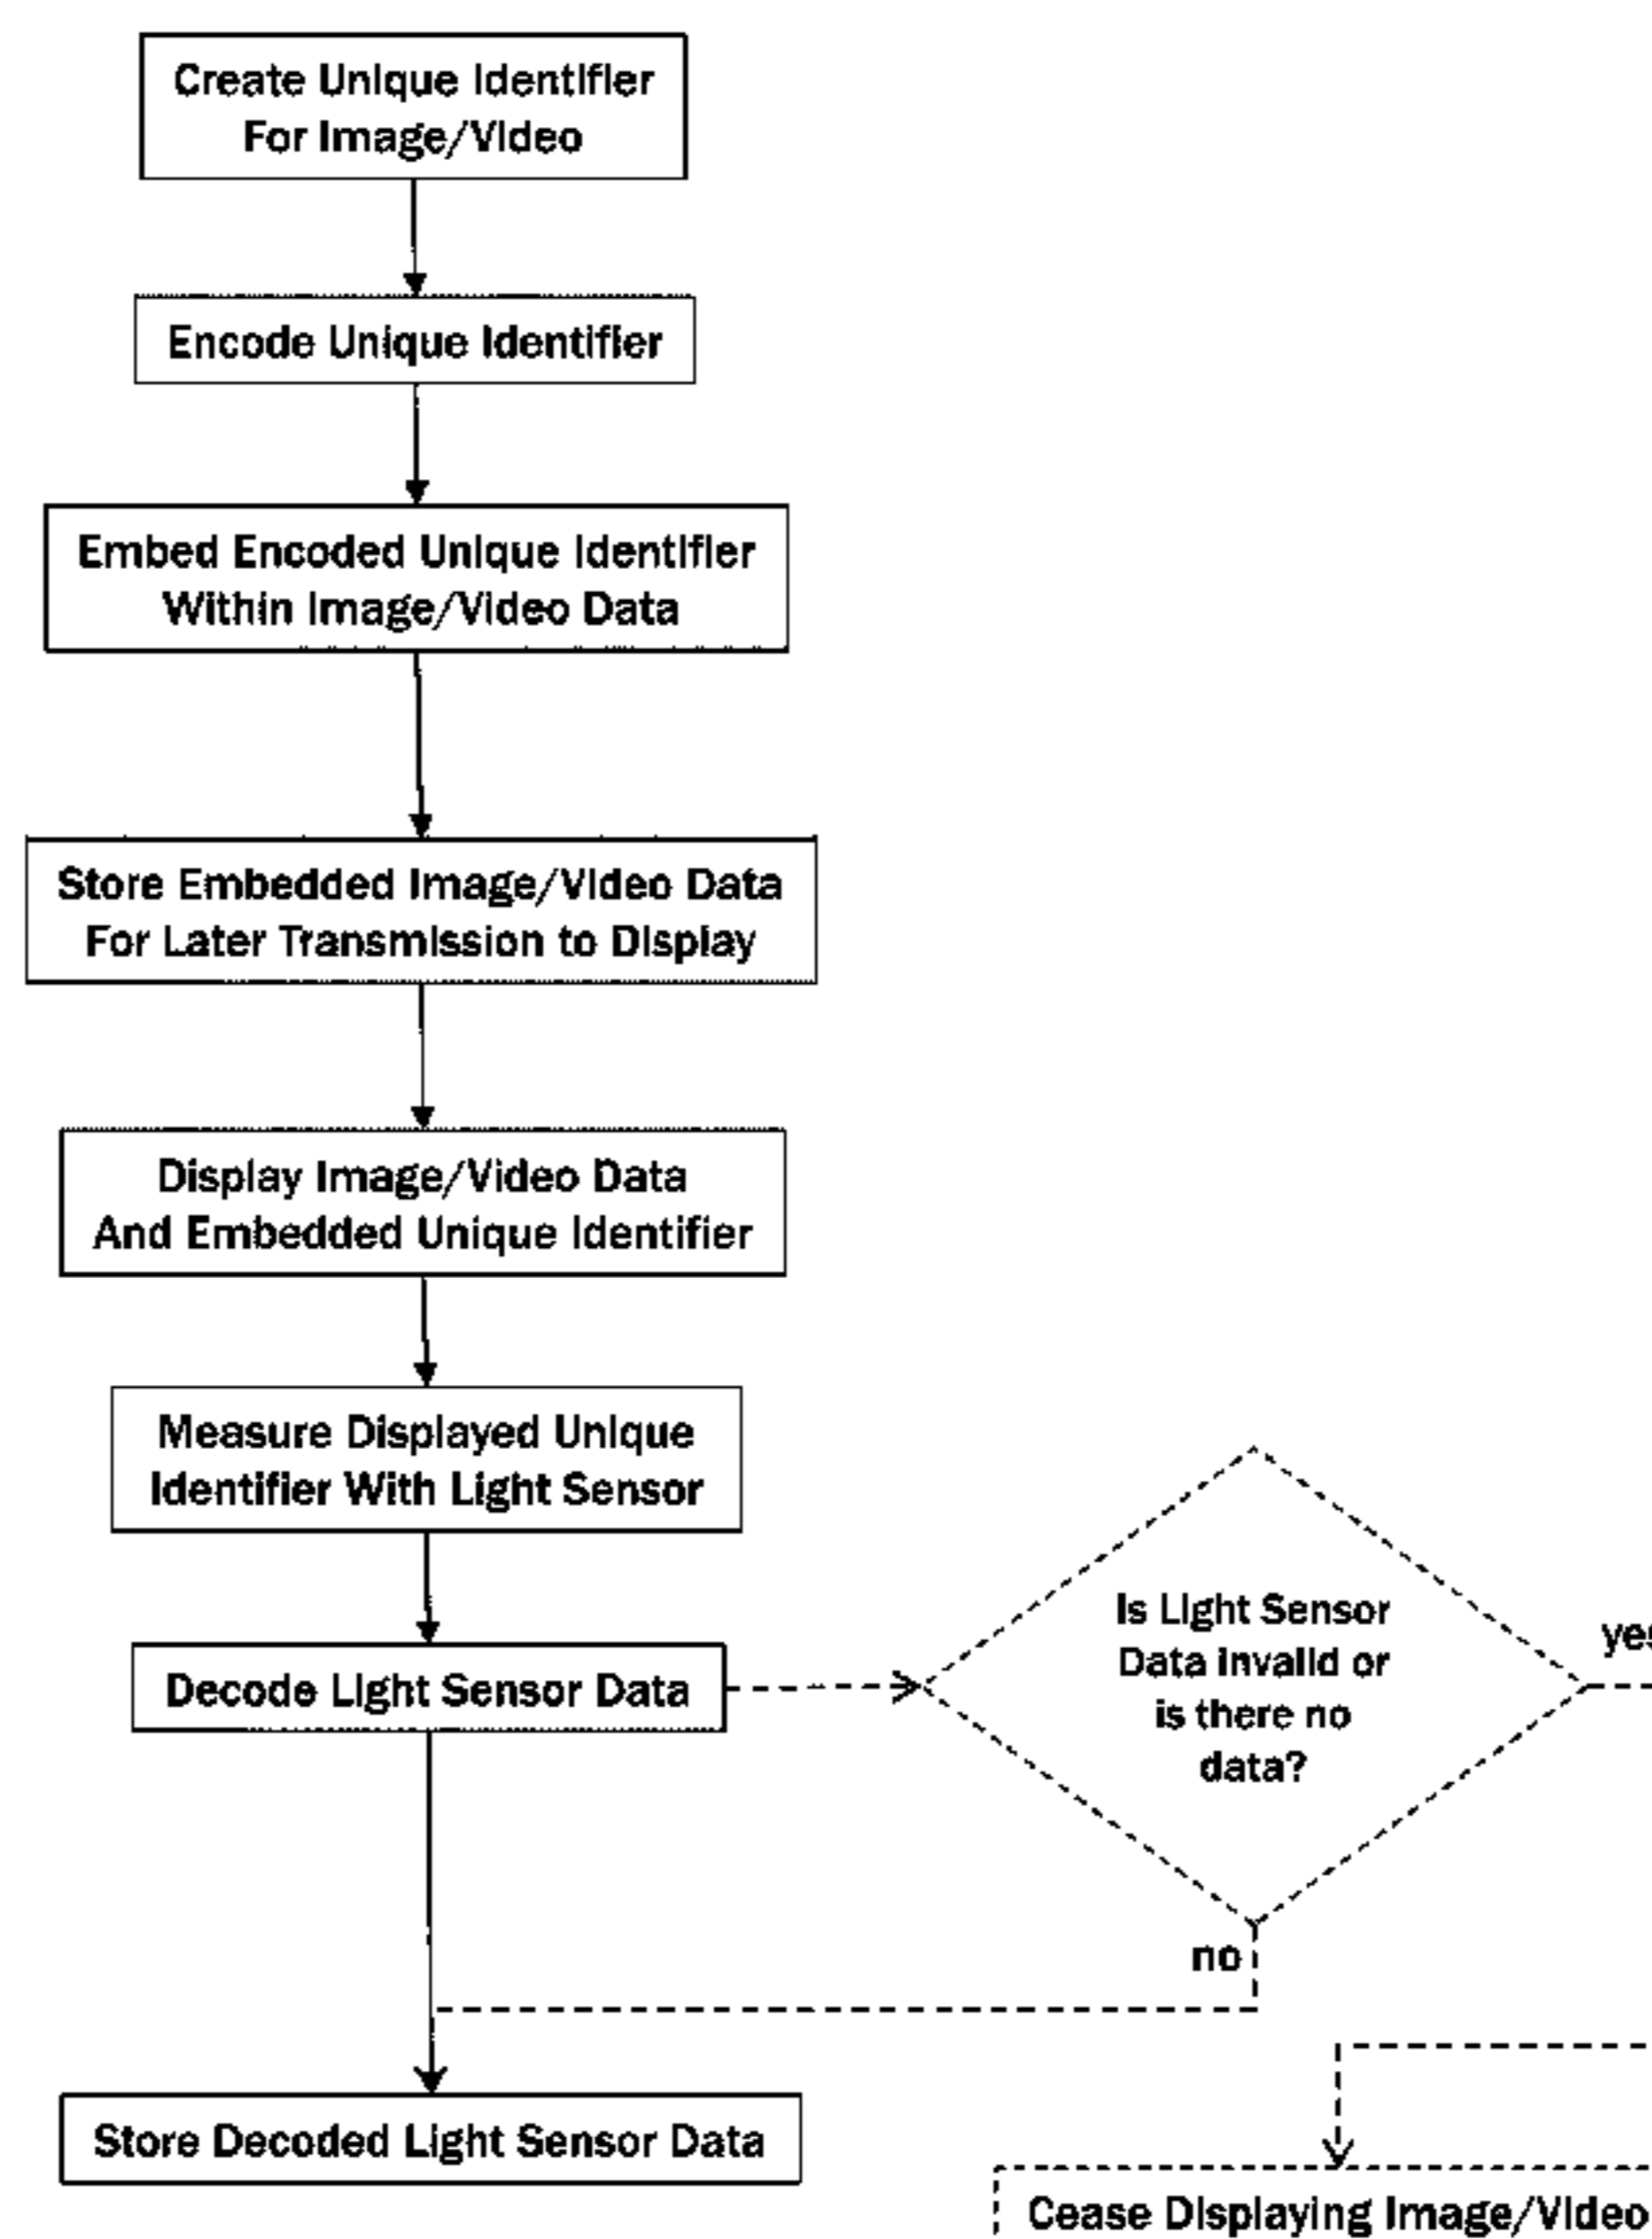 Create Unique Identifier
For Image/Video
Encode Unique Identifier
Embed Encoded Unique Identifier
Within Image/Video Data
Store Embedded Image/Video Data
For Later Transmission to Display
Display Image/Video Data
And Embedded Unique Identifier
Measure Displayed Unique
Identifier With Light Sensor
Decode Light Sensor Data
Is Light Sensor
Data invalid or
is there no
data?
yes
no
Store Decoded Light Sensor Data
Cease Displaying Image/Video